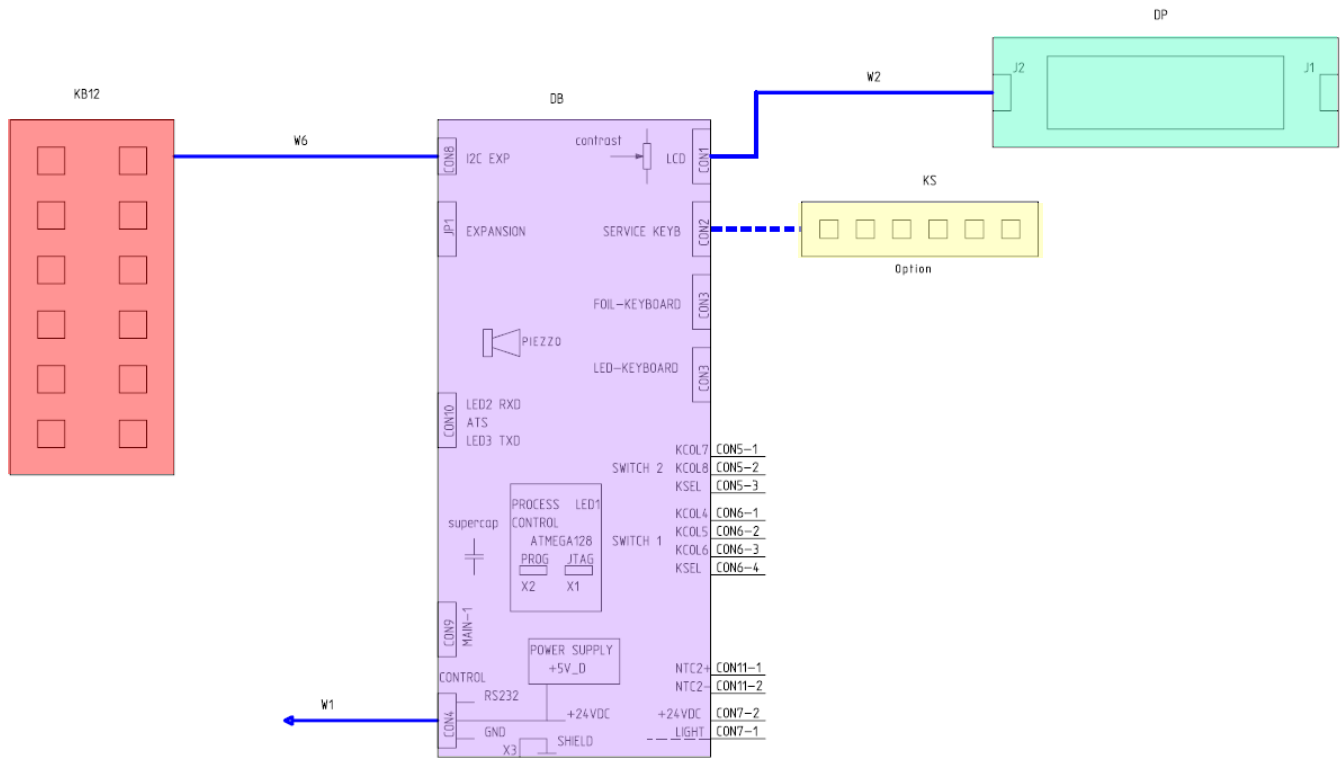 DP
J2
J1
W2
KB12
DB
W6
contrast
CON8
I2C EXP
LCD
CON1
KS
JP1
EXPANSION
SERVICE KEYB
CON2
Option
FOIL-KEYBOARD
CON3
PIEZZO
LED-KEYBOARD
CON3
CON10
LED2 RXD
ATS
LED3 TXD
KCOL7 CON5-1
SWITCH 2 KCOL8 CON5-2
KSEL CON5-3
PROCESS LED1
CONTROL
ATMEGA128
PROG JTAG
X2 X1
supercap
KCOL4 CON6-1
KCOL5 CON6-2
SWITCH 1
KCOL6 CON6-3
KSEL CON6-4
CON9
MAIN-1
POWER SUPPLY
+5V_D
NTC2+ CON11-1
NTC2- CON11-2
CONTROL
W1
CON4
RS232
+24VDC
+24VDC CON7-2
GND
LIGHT CON7-1
X3
SHIELD